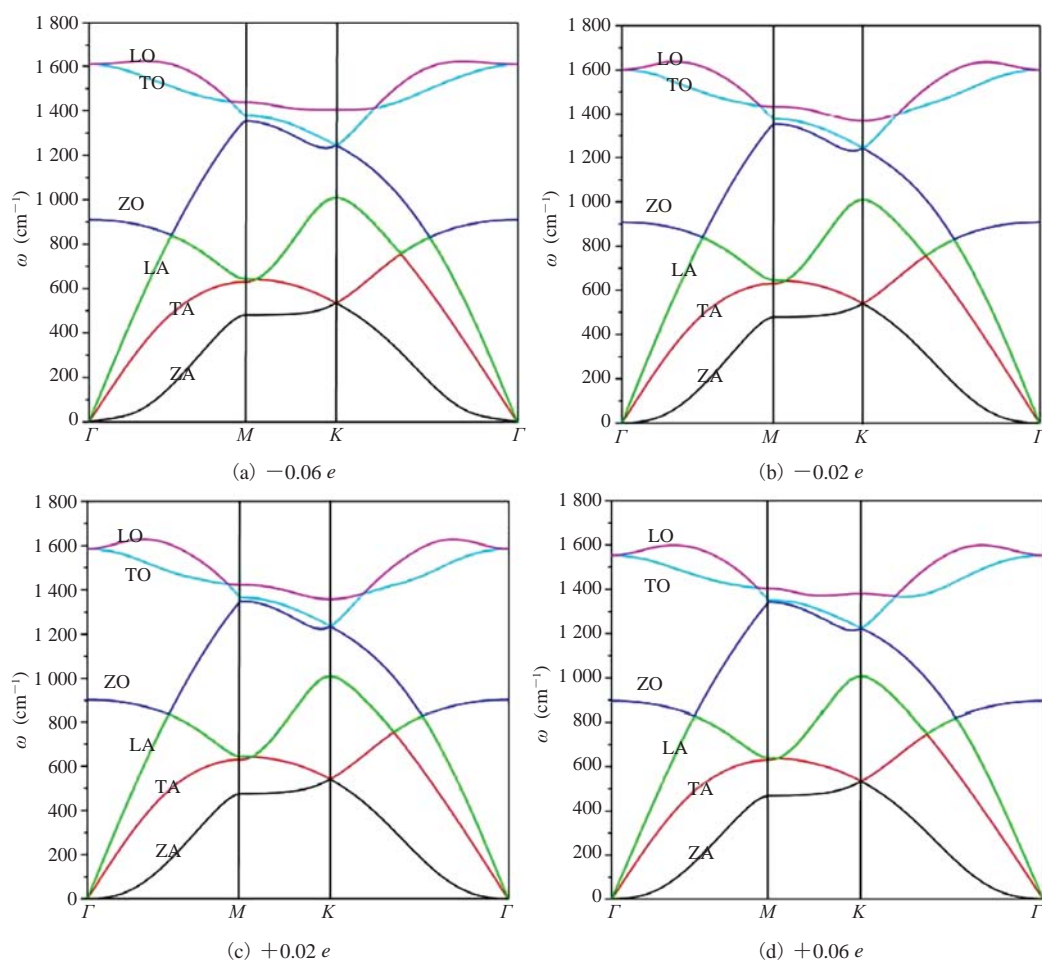 1 800
1 600
1 400
1 200
1 000
800
600
400
200
0
ω (cm⁻¹)
LO
TO
ZO
LA
TA
ZA
Γ M K Γ
(a) −0.06 e
1 800
1 600
1 400
1 200
1 000
800
600
400
200
0
ω (cm⁻¹)
LO
TO
ZO
LA
TA
ZA
Γ M K Γ
(b) −0.02 e
1 800
1 600
1 400
1 200
1 000
800
600
400
200
0
ω (cm⁻¹)
LO
TO
ZO
LA
TA
ZA
Γ M K Γ
(c) +0.02 e
1 800
1 600
1 400
1 200
1 000
800
600
400
200
0
ω (cm⁻¹)
LO
TO
ZO
LA
TA
ZA
Γ M K Γ
(d) +0.06 e